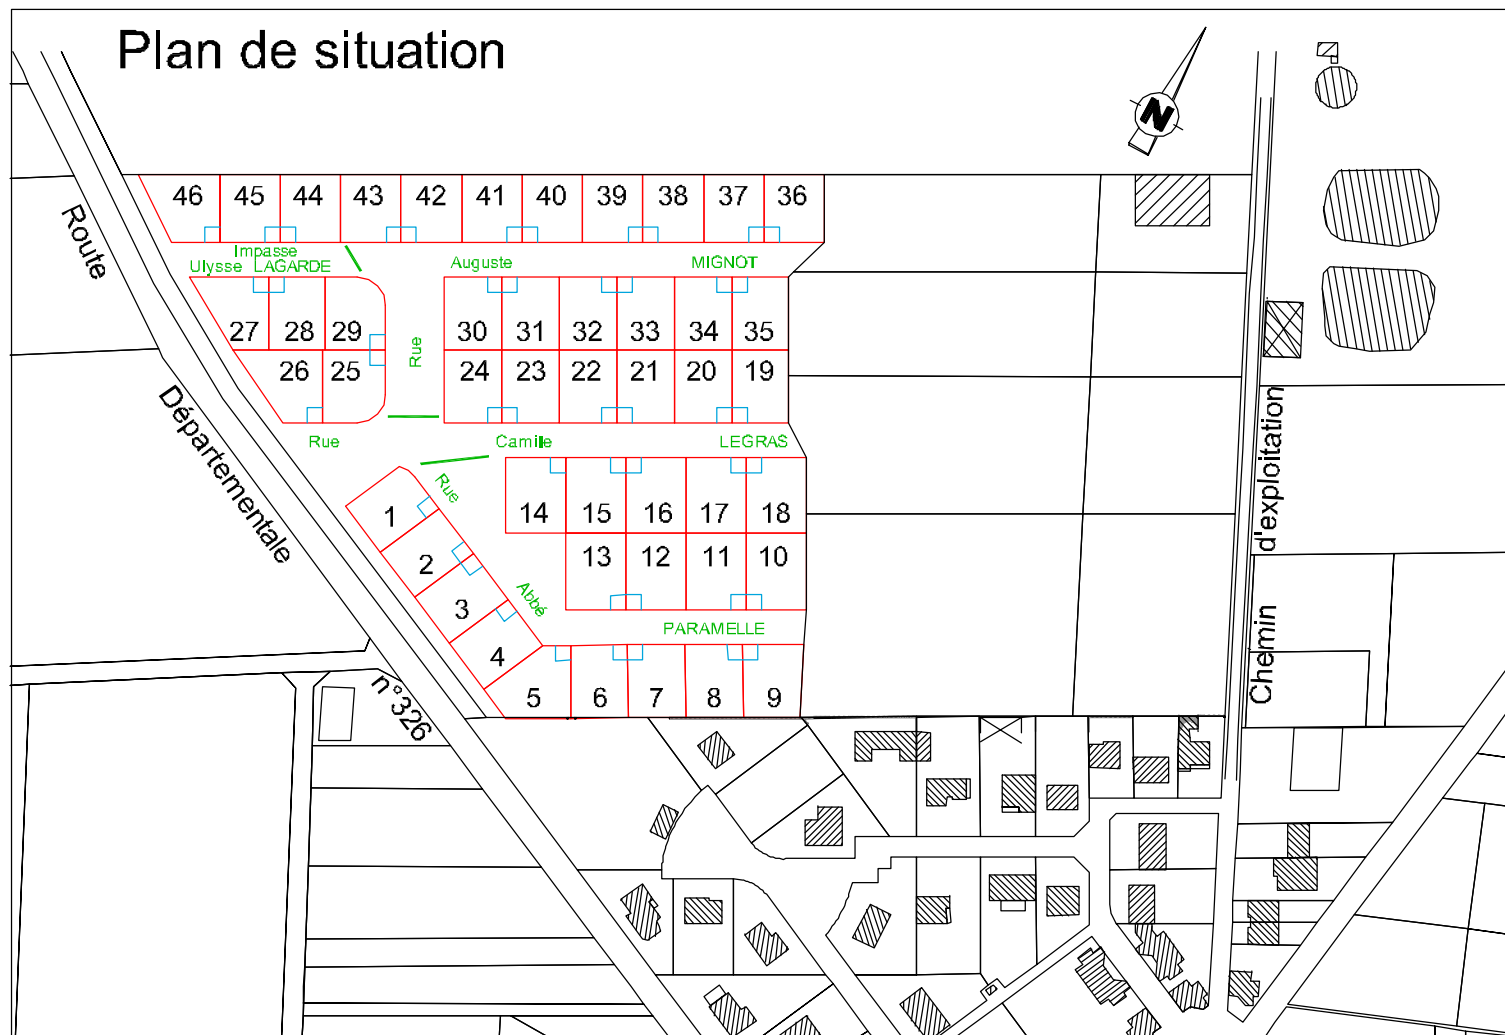 Plan de situation
N
46 45 44 43 42 41 40 39 38 37 36
Impasse
Ulysse LAGARDE
Auguste
MIGNOT
Route
27 28 29
30 31 32 33 34 35
Rue
26 25
24 23 22 21 20 19
Départementale
Rue
Camille
LEGRAS
Rue
1
14 15 16 17 18
2
13 12 11 10
3
Abbé
PARAMELLE
4
5 6 7 8 9
n°326
Chemin
d'exploitation